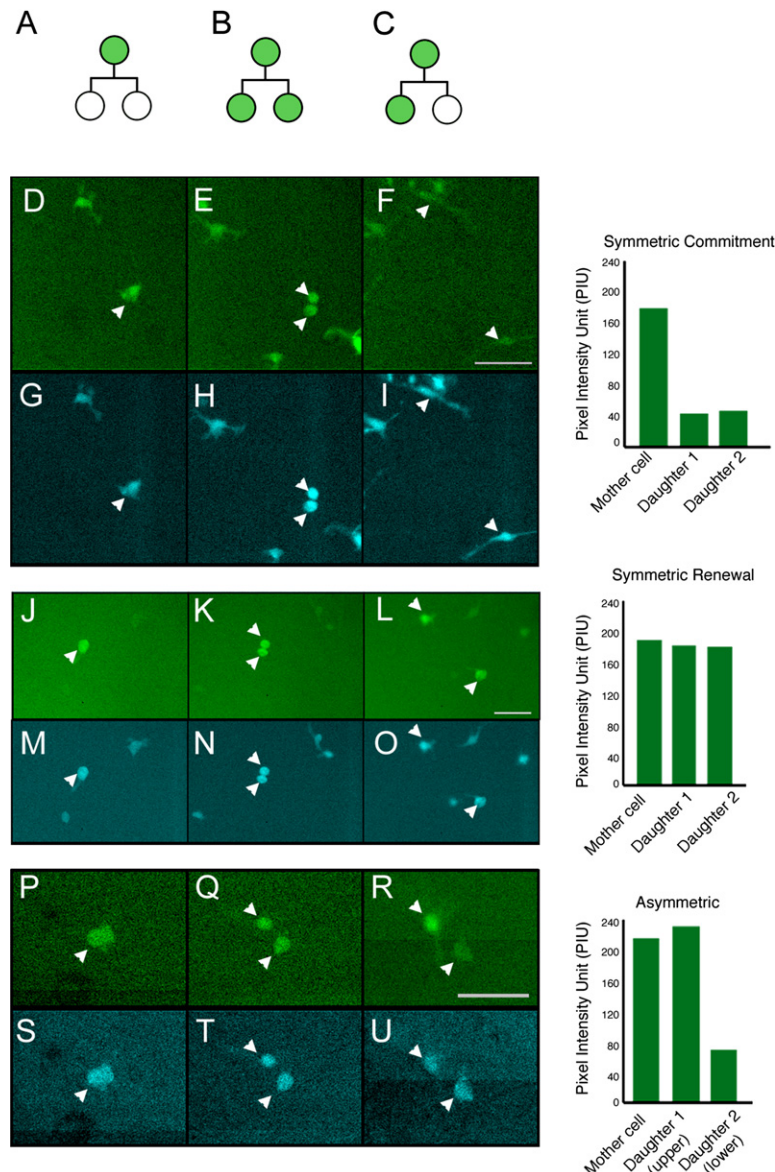 A B C
D E F
G H I
J K L
M N O
P Q R
S T U
Symmetric Commitment
Pixel Intensity Unit (PIU)
240
200
160
120
80
40
0
Mother cell
Daughter 1
Daughter 2
Symmetric Renewal
Pixel Intensity Unit (PIU)
240
200
160
120
80
40
0
Mother cell
Daughter 1
Daughter 2
Asymmetric
Pixel Intensity Unit (PIU)
240
200
160
120
80
40
0
Mother cell
Daughter 1
(upper)
Daughter 2
(lower)